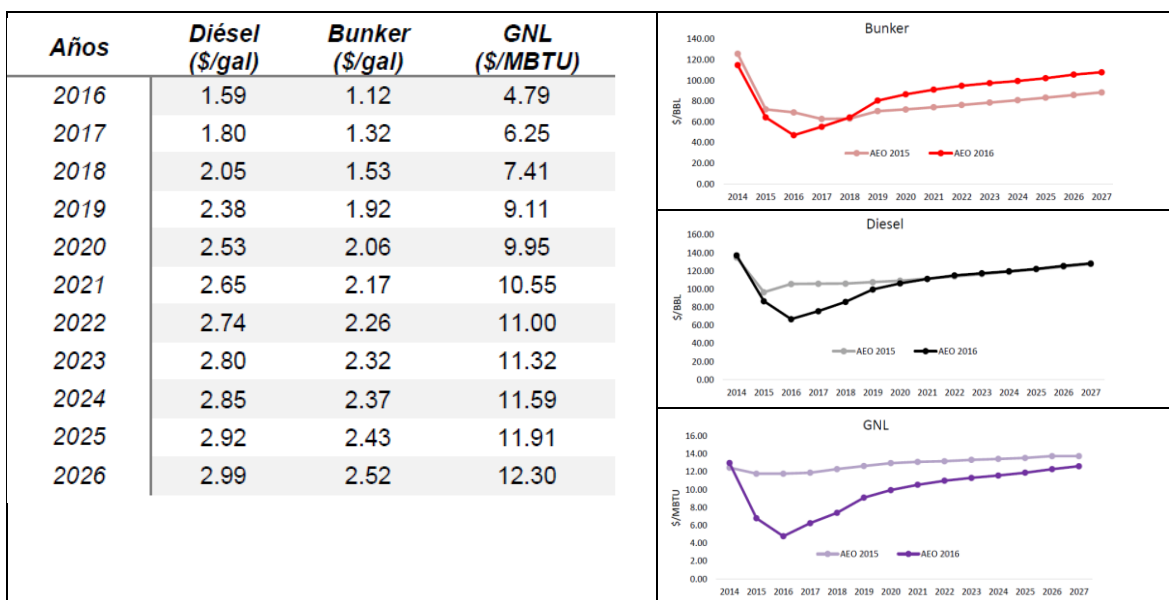 Años Diésel ($/gal) Bunker ($/gal) GNL ($/MBTU)
2016 1.59 1.12 4.79
2017 1.80 1.32 6.25
2018 2.05 1.53 7.41
2019 2.38 1.92 9.11
2020 2.53 2.06 9.95
2021 2.65 2.17 10.55
2022 2.74 2.26 11.00
2023 2.80 2.32 11.32
2024 2.85 2.37 11.59
2025 2.92 2.43 11.91
2026 2.99 2.52 12.30
Bunker
140.00
120.00
100.00
80.00
60.00
40.00
20.00
0.00
$/BBL
AEO 2015 AEO 2016
2014 2015 2016 2017 2018 2019 2020 2021 2022 2023 2024 2025 2026 2027
Diesel
160.00
140.00
120.00
100.00
80.00
60.00
40.00
20.00
0.00
$/BBL
AEO 2015 AEO 2016
2014 2015 2016 2017 2018 2019 2020 2021 2022 2023 2024 2025 2026 2027
GNL
16.00
14.00
12.00
10.00
8.00
6.00
4.00
2.00
0.00
$/MBTU
AEO 2015 AEO 2016
2014 2015 2016 2017 2018 2019 2020 2021 2022 2023 2024 2025 2026 2027